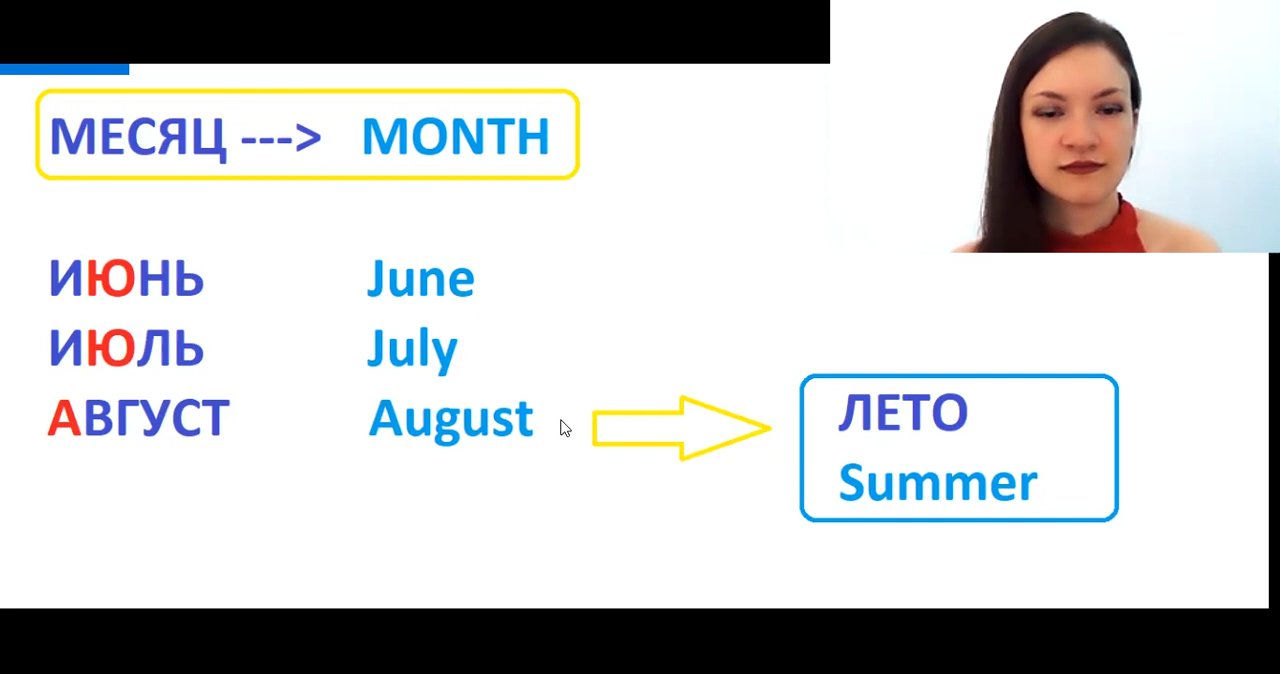 МЕСЯЦ ---> MONTH
ИЮНЬ June
ИЮЛЬ July
АВГУСТ August
ЛЕТО
Summer